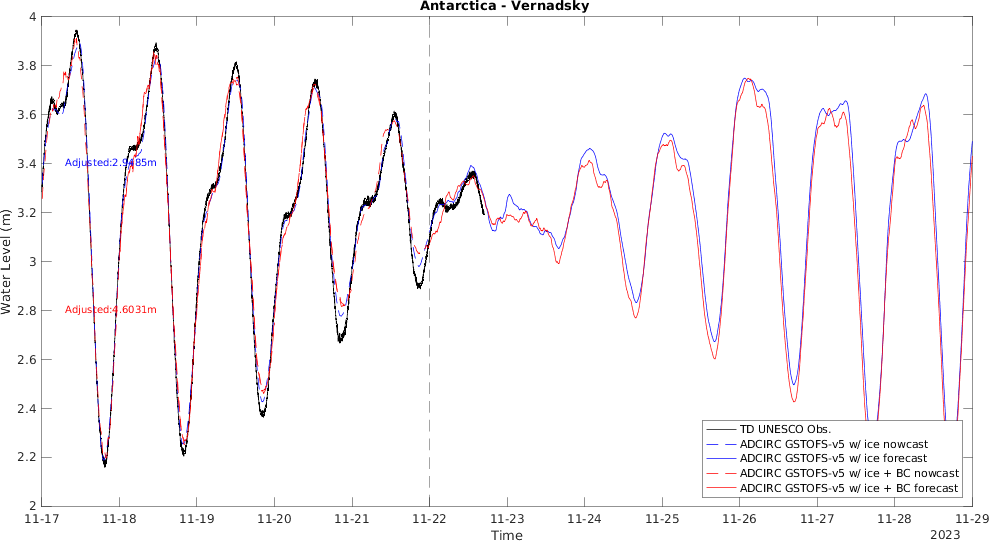 Antarctica - Vernadsky
Water Level (m)
4
3.8
3.6
3.4
3.2
3
2.8
2.6
2.4
2.2
2
Adjusted:2.9485m
Adjusted:4.6031m
TD UNESCO Obs.
ADCIRC GSTOFS-v5 w/ ice nowcast
ADCIRC GSTOFS-v5 w/ ice forecast
ADCIRC GSTOFS-v5 w/ ice + BC nowcast
ADCIRC GSTOFS-v5 w/ ice + BC forecast
11-17 11-18 11-19 11-20 11-21 11-22 11-23 11-24 11-25 11-26 11-27 11-28 11-29
Time
2023